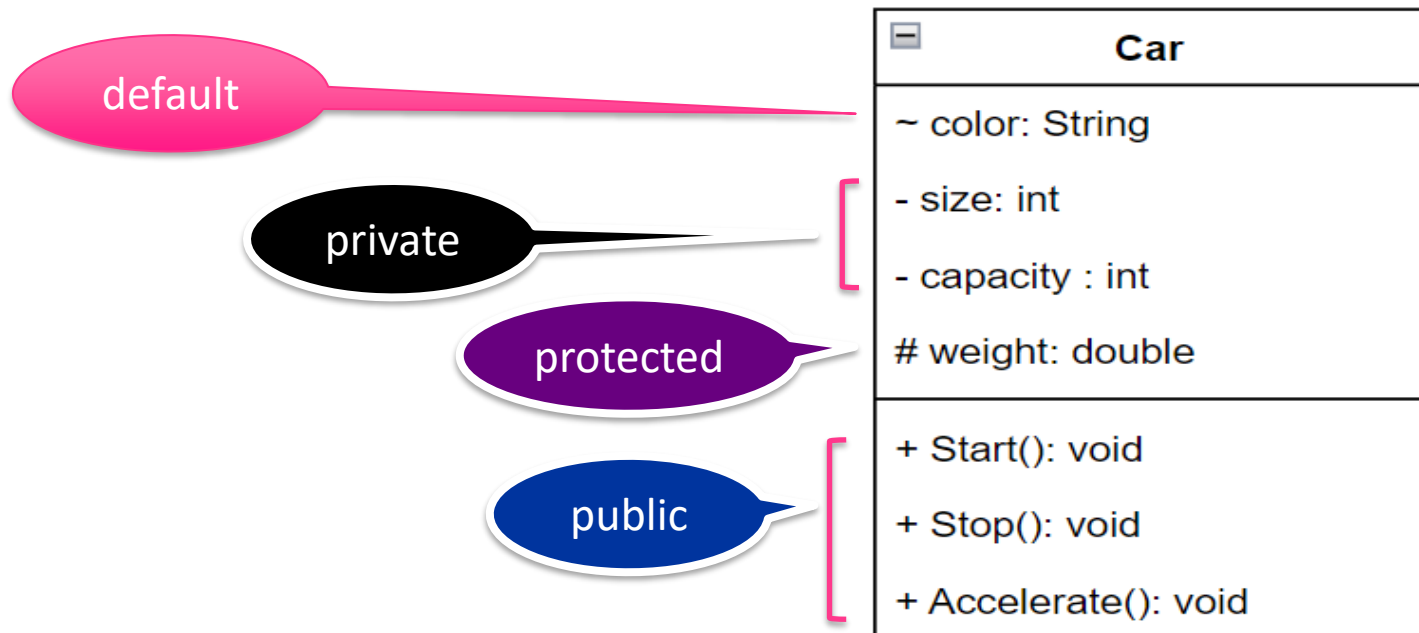 default
private
protected
public
Car
~ color: String
- size: int
- capacity : int
# weight: double
+ Start(): void
+ Stop(): void
+ Accelerate(): void